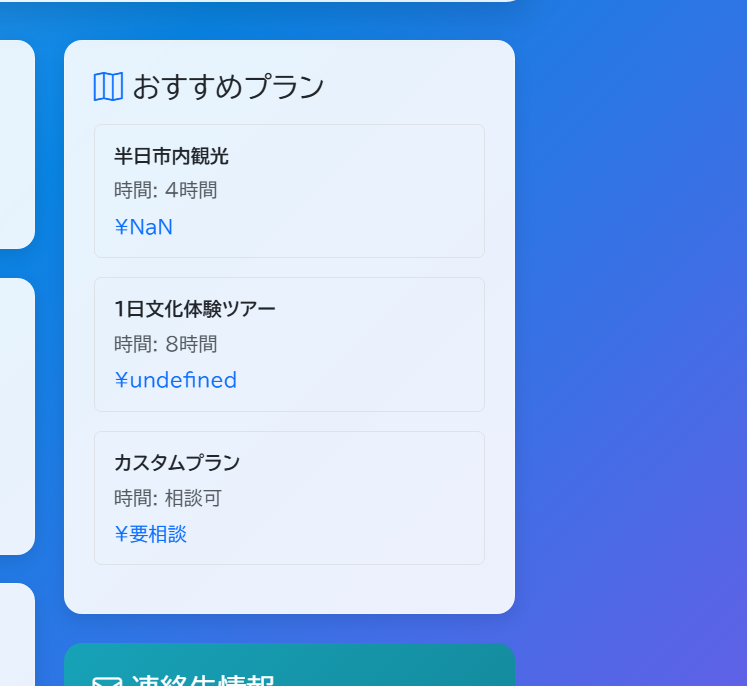 おすすめプラン
半日市内観光
時間: 4時間
¥NaN
1日文化体験ツアー
時間: 8時間
¥undefined
カスタムプラン
時間: 相談可
¥要相談
連絡先情報